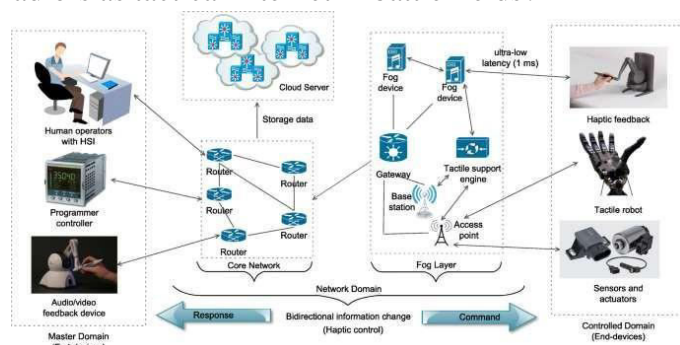 Cloud Server
Storage data
ultra-low
latency (1 ms)
Fog
device
Fog
device
Human operators
with HSI
Haptic feedback
Router
Router
Gateway
Tactile support
engine
Programmer
controller
Router
Base
station
Tactile robot
Router
Router
Access
point
Audio/video
feedback device
Core Network
Fog Layer
Sensors and
actuators
Network Domain
Response
Bidirectional information change
(Haptic control)
Command
Master Domain
Controlled Domain
(End-devices)